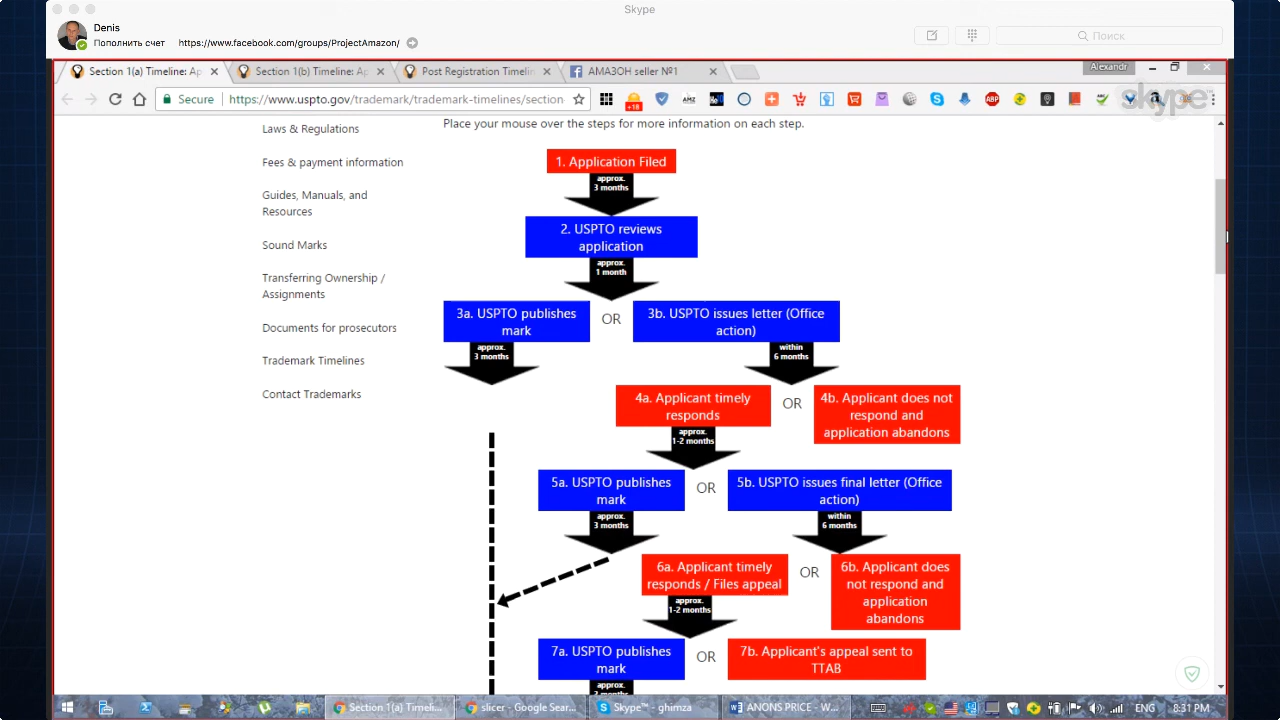 Skype
Denis
Пополнить счет https://www.facebook.com/groups/ProjectAmazon/
Поиск
Section 1(a) Timeline: Ap
Section 1(b) Timeline: Ap
Post Registration Timelin
АМАЗОН seller №1
Alexandr
Secure https://www.uspto.gov/trademark/trademark-timelines/section
+18
AMZ
ABP
skype™
Laws & Regulations
Fees & payment information
Guides, Manuals, and
Resources
Sound Marks
Transferring Ownership /
Assignments
Documents for prosecutors
Trademark Timelines
Contact Trademarks
Place your mouse over the steps for more information on each step.
1. Application Filed
approx.
3 months
2. USPTO reviews
application
approx.
1 month
3a. USPTO publishes
mark
OR
3b. USPTO issues letter (Office
action)
approx.
3 months
within
6 months
4a. Applicant timely
responds
OR
4b. Applicant does not
respond and
application abandons
approx.
1-2 months
5a. USPTO publishes
mark
OR
5b. USPTO issues final letter (Office
action)
approx.
3 months
within
6 months
6a. Applicant timely
responds / Files appeal
OR
6b. Applicant does
not respond and
application
abandons
approx.
1-2 months
7a. USPTO publishes
mark
OR
7b. Applicant's appeal sent to
TTAB
approx.
3 months
Section 1(a) Timeli...
slicer - Google Sear...
Skype™ - ghimza
ANONS PRICE - W...
ENG
8:31 PM